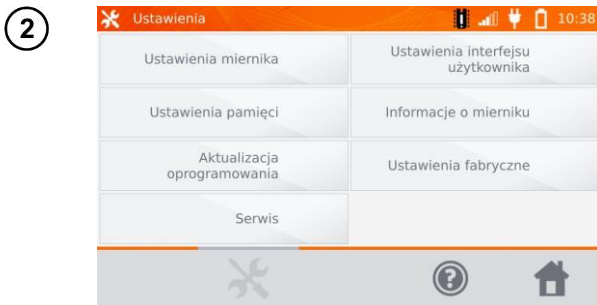 2
Ustawienia
10:38
Ustawienia miernika
Ustawienia interfejsu
użytkownika
Ustawienia pamięci
Informacje o mierniku
Aktualizacja
oprogramowania
Ustawienia fabryczne
Serwis
?